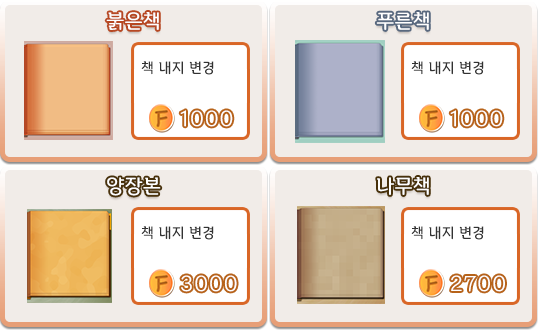 붉은책
책 내지 변경
F 1000
푸른책
책 내지 변경
F 1000
양장본
책 내지 변경
F 3000
나무책
책 내지 변경
F 2700